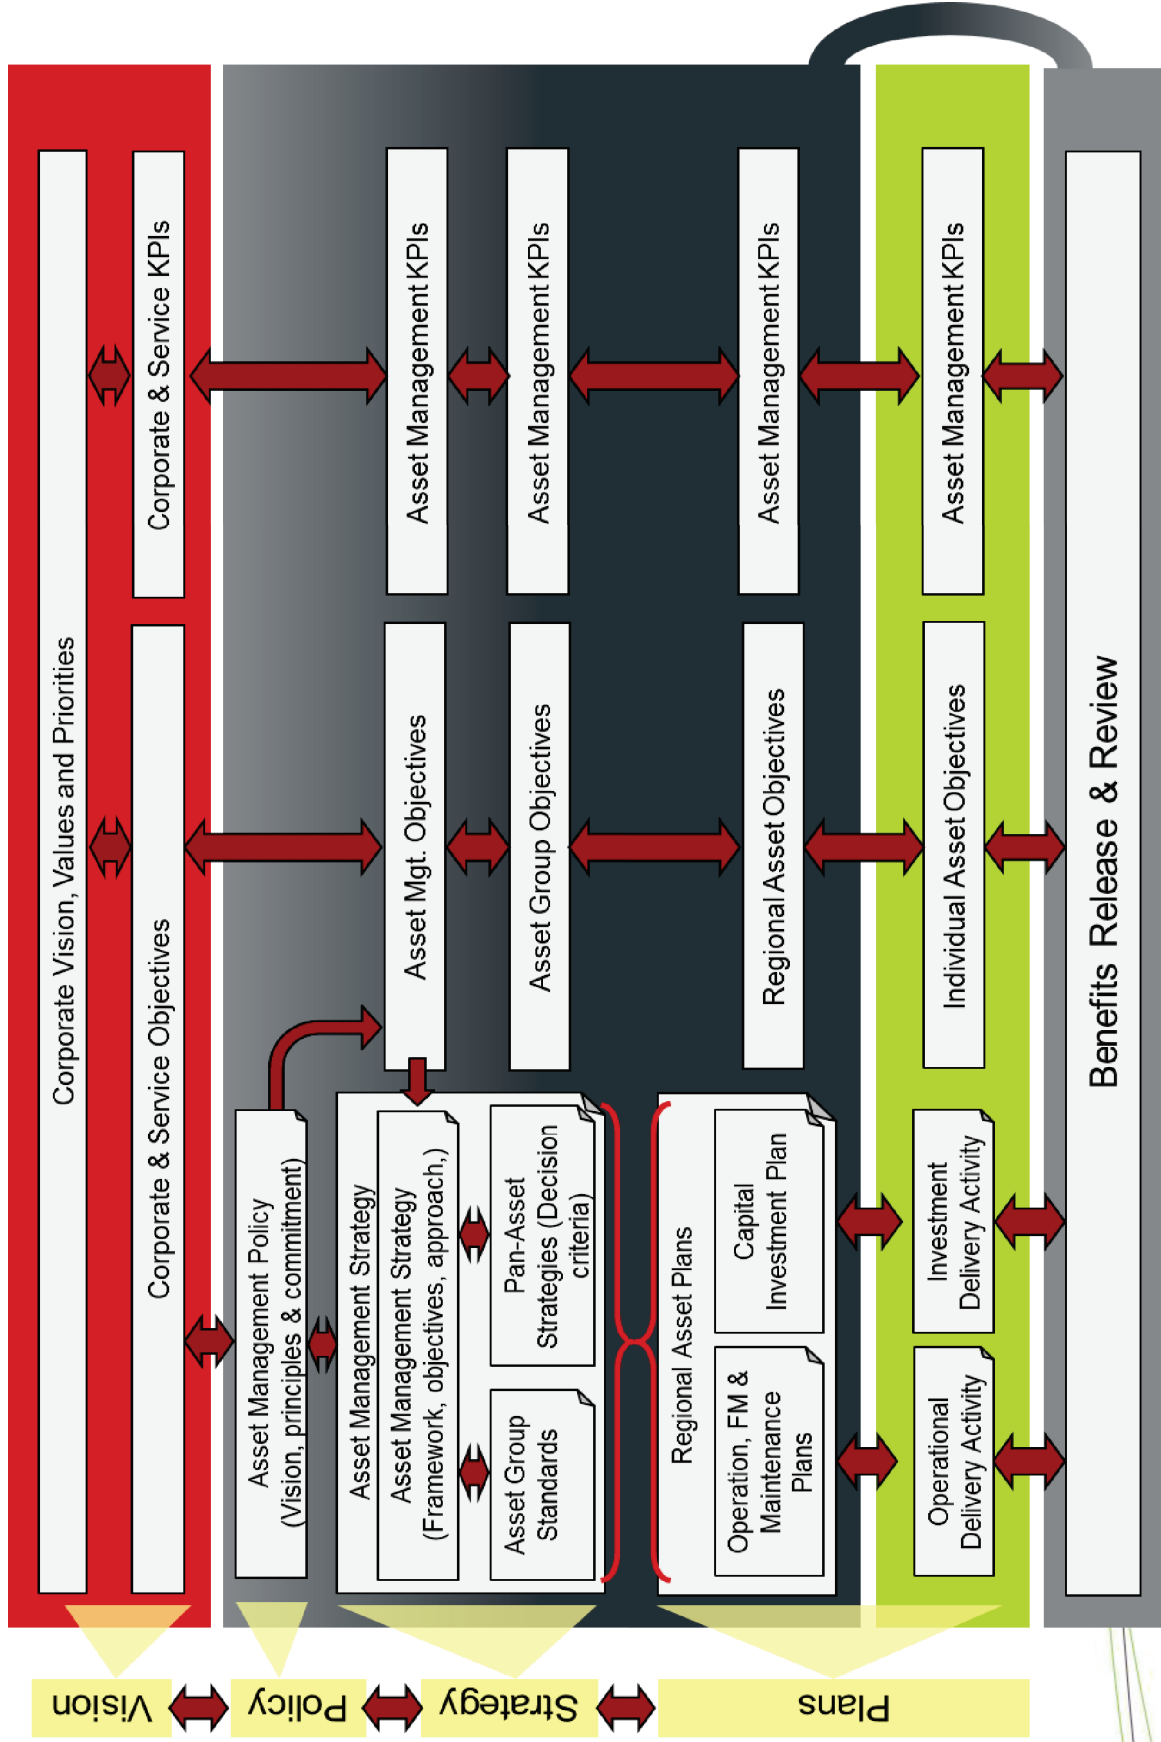 Vision
Policy
Strategy
Plans
Corporate Vision, Values and Priorities
Corporate & Service Objectives
Corporate & Service KPIs
Asset Management Policy
(Vision, principles & commitment)
Asset Management Strategy
Asset Management Strategy
(Framework, objectives, approach,)
Asset Mgt. Objectives
Asset Management KPIs
Asset Group
Standards
Pan-Asset
Strategies (Decision
criteria)
Asset Group Objectives
Asset Management KPIs
Regional Asset Plans
Operation, FM &
Maintenance
Plans
Capital
Investment Plan
Regional Asset Objectives
Asset Management KPIs
Operational
Delivery Activity
Investment
Delivery Activity
Individual Asset Objectives
Asset Management KPIs
Benefits Release & Review